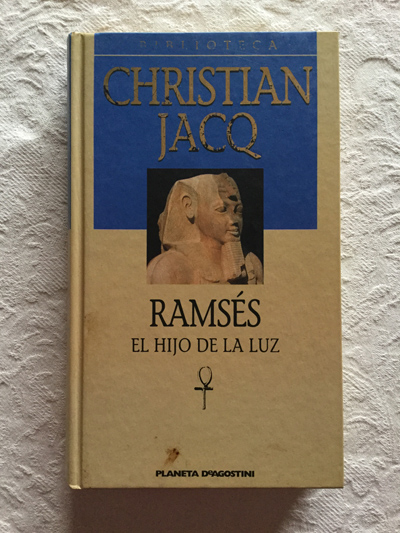 BIBLIOTECA
CHRISTIAN
JACQ
RAMSÉS
EL HIJO DE LA LUZ
PLANETA DeAGOSTINI